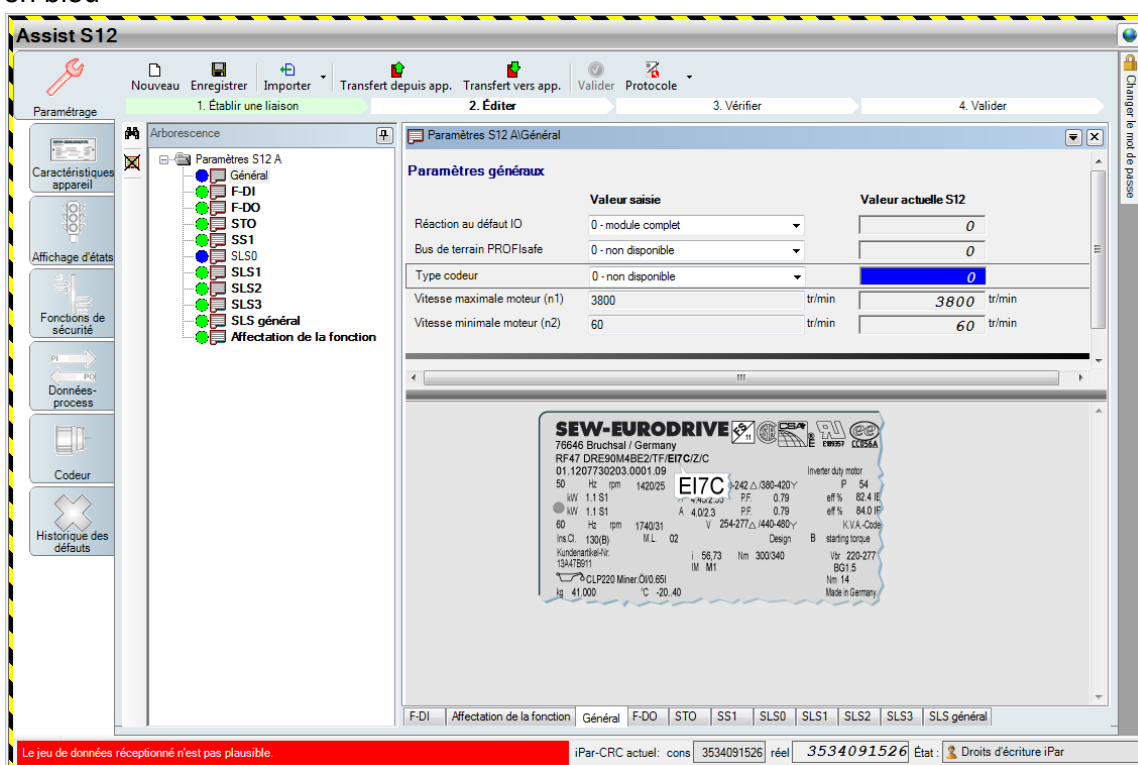 Assist S12
Paramétrage
Nouveau Enregistrer Importer Transfert depuis app. Transfert vers app. Valider Protocole
1. Établir une liaison 2. Éditer 3. Vérifier 4. Valider
Changer le mot de passe
Caractéristiques
appareil
Affichage d'états
Fonctions de
sécurité
PI
PO
Données-
process
Codeur
Historique des
défauts
Arborescence
Paramètres S12 A
Général
F-DI
F-DO
STO
SS1
SLS0
SLS1
SLS2
SLS3
SLS général
Affectation de la fonction
Paramètres S12 A\Général
Paramètres généraux
Valeur saisie Valeur actuelle S12
Réaction au défaut IO 0 - module complet 0
Bus de terrain PROFIsafe 0 - non disponible 0
Type codeur 0 - non disponible 0
Vitesse maximale moteur (n1) 3800 tr/min 3800 tr/min
Vitesse minimale moteur (n2) 60 tr/min 60 tr/min
SEW-EURODRIVE
76646 Bruchsal / Germany
RF47 DRE90M4BE2/TF/EI7C/Z/C
01.1207730203.0001.09 Inverter duty motor
50 Hz rpm 1420/25 -242 △/380-420Y P 54
EI7C
kW 1.1 S1 P.F. 0.79 eff% 82.4 IE
kW 1.1 S1 A 4.0/2.3 P.F. 0.79 eff% 84.0 IE
60 Hz rpm 1740/31 V 254-277△/440-480Y K.V.A.-Code
Ins.Cl. 130(B) M.L. 02 Design B starting torque
Kundenartikel-Nr. i 56,73 Nm 300/340 Vbr 220-277
13A47B911 IM M1 BG1.5
CLP220 Miner.Öl/0.65l Nm 14
kg 41.000 °C -20..40 Made in Germany
F-DI Affectation de la fonction Général F-DO STO SS1 SLS0 SLS1 SLS2 SLS3 SLS général
Le jeu de données réceptionné n'est pas plausible. iPar-CRC actuel: cons 3534091526 réel 3534091526 État : Droits d'écriture iPar